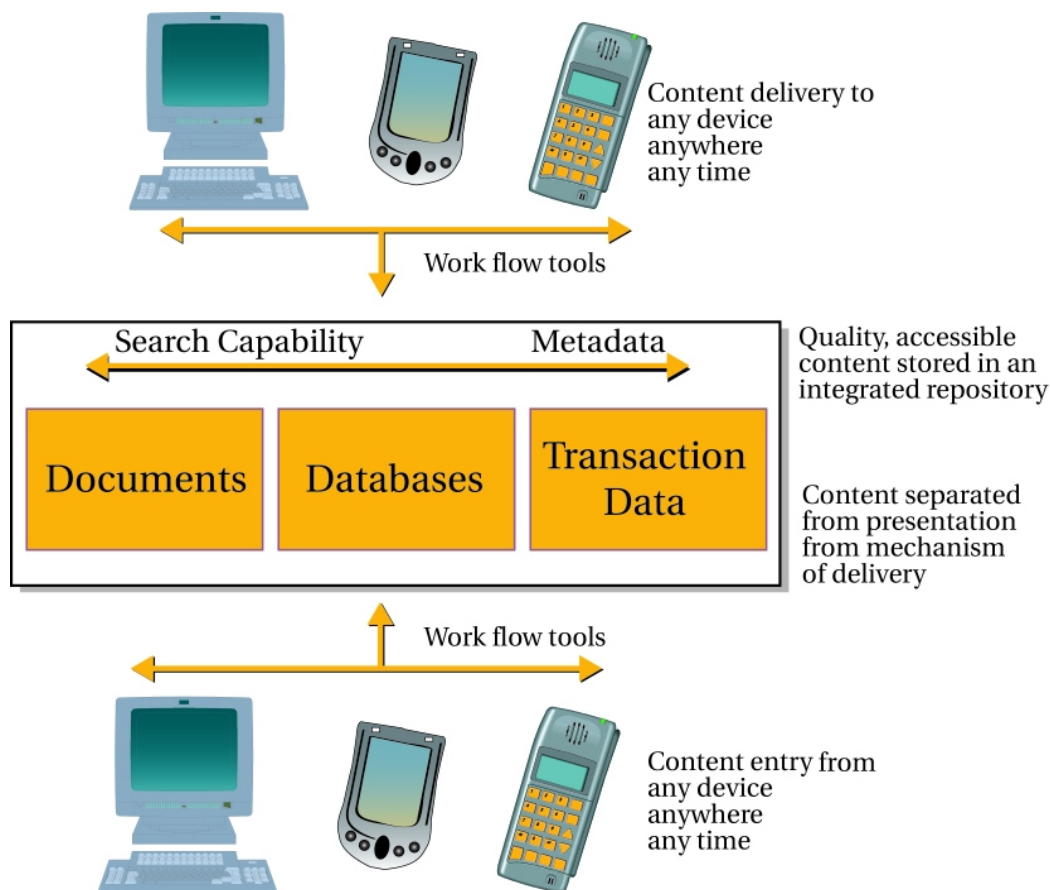 Content delivery to
any device
anywhere
any time
Work flow tools
Search Capability
Metadata
Quality, accessible
content stored in an
integrated repository
Documents
Databases
Transaction
Data
Content separated
from presentation
from mechanism
of delivery
Work flow tools
Content entry from
any device
anywhere
any time